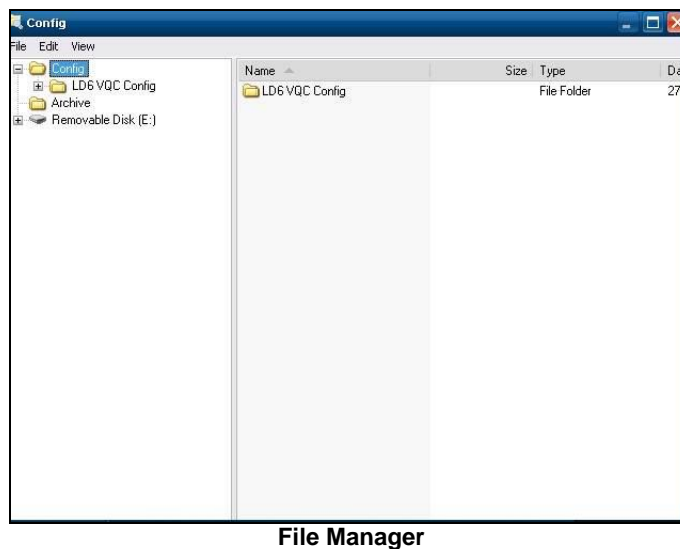 Config
File Edit View
Config
LD6 VQC Config
Archive
Removable Disk (E:)
Name Size Type
LD6 VQC Config File Folder 27
File Manager